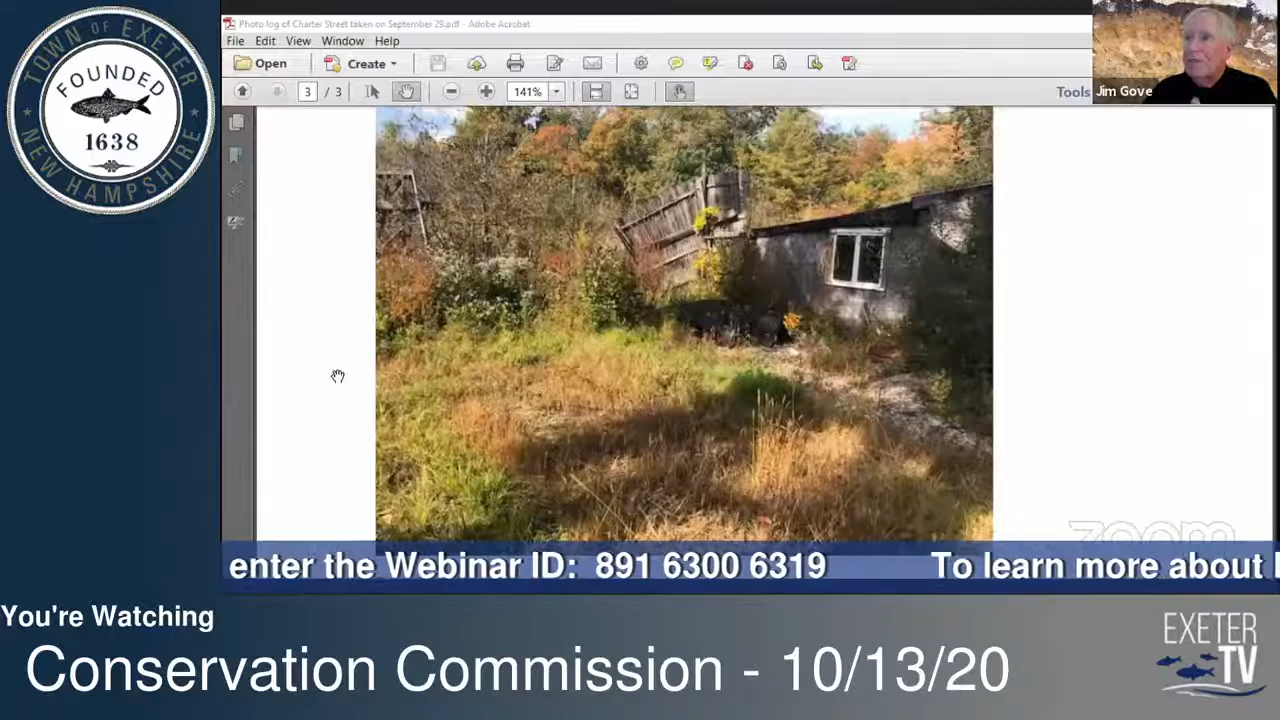 TOWN OF EXETER
FOUNDED
1638
NEW HAMPSHIRE
Photo log of Charter Street taken on September 29.pdf - Adobe Acrobat
File Edit View Window Help
Open Create
3 / 3 141% Tools
Jim Gove
zoom
enter the Webinar ID: 891 6300 6319 To learn more about
You're Watching
Conservation Commission - 10/13/20
EXETER
TV